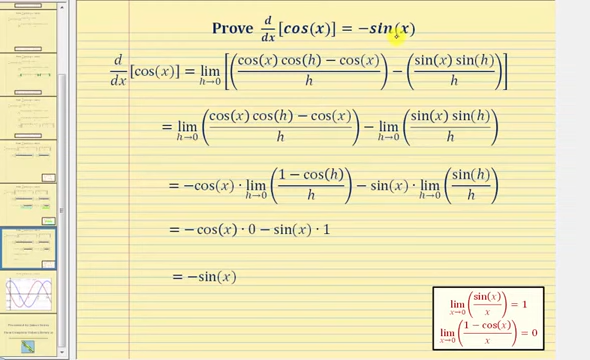 Prove d/dx [cos(x)] = −sin(x)
d/dx [cos(x)] = lim h→0 [((cos(x) cos(h) − cos(x))/h) − ((sin(x) sin(h))/h)]
= lim h→0 ((cos(x) cos(h) − cos(x))/h) − lim h→0 ((sin(x) sin(h))/h)
= −cos(x) · lim h→0 ((1 − cos(h))/h) − sin(x) · lim h→0 (sin(h)/h)
= − cos(x) · 0 − sin(x) · 1
= −sin(x)
lim x→0 (sin(x)/x) = 1
lim x→0 ((1 − cos(x))/x) = 0